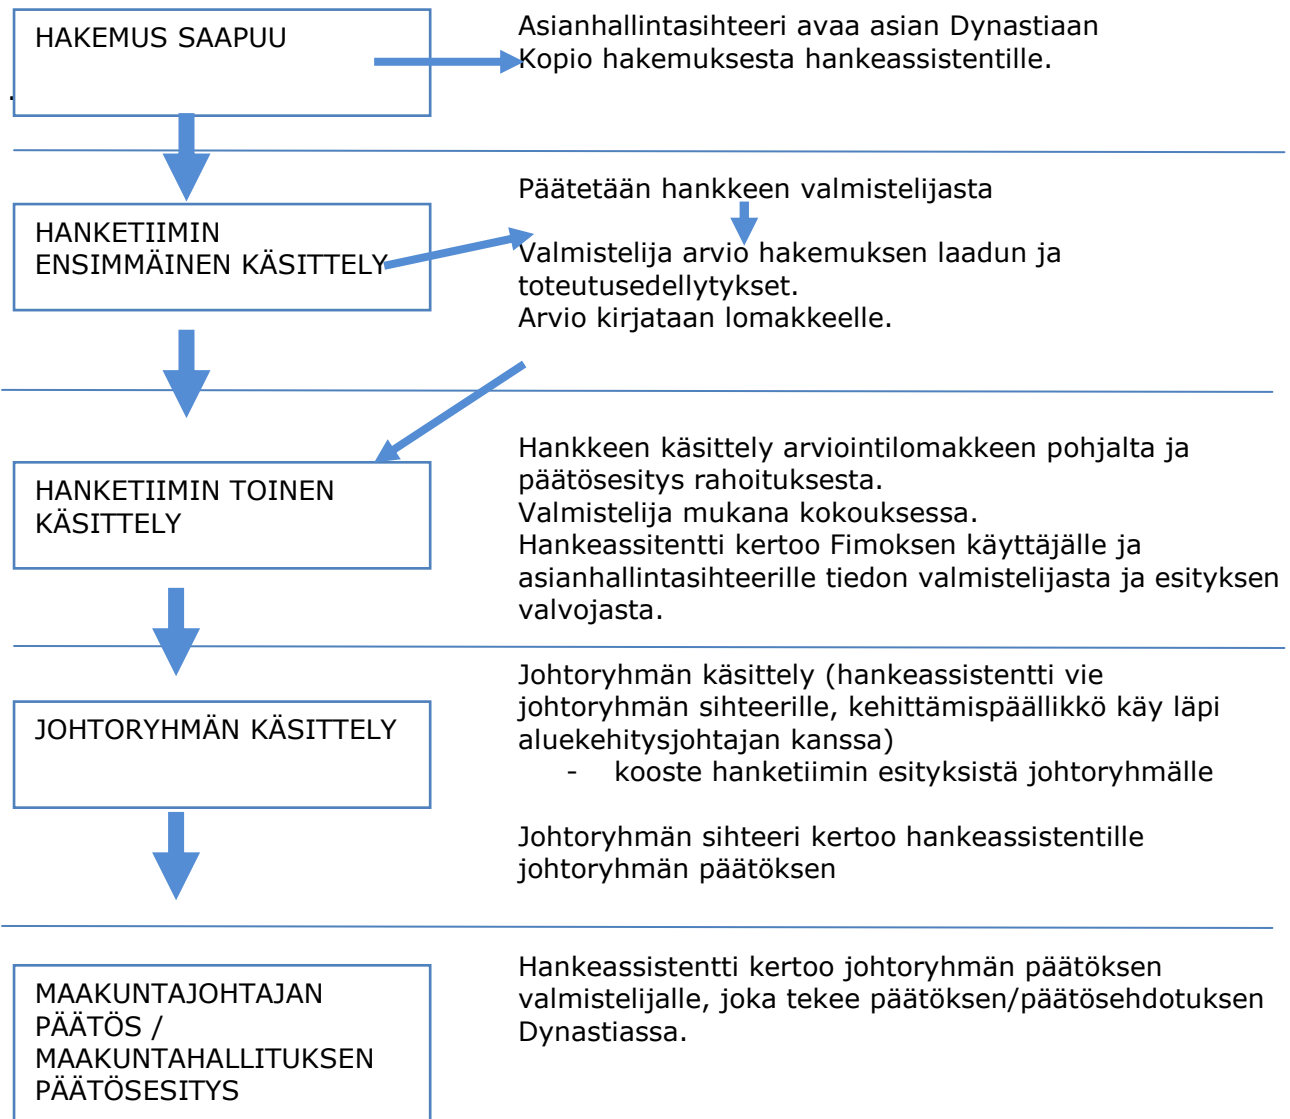 HAKEMUS SAAPUU
Asianhallintasihteeri avaa asian Dynastiaan
Kopio hakemuksesta hankeassistentille.
.
Päätetään hankkeen valmistelijasta
HANKETIIMIN
ENSIMMÄINEN KÄSITTELY
Valmistelija arvio hakemuksen laadun ja
toteutusedellytykset.
Arvio kirjataan lomakkeelle.
HANKETIIMIN TOINEN
KÄSITTELY
Hankkeen käsittely arviointilomakkeen pohjalta ja
päätösesitys rahoituksesta.
Valmistelija mukana kokouksessa.
Hankeassitentti kertoo Fimoksen käyttäjälle ja
asianhallintasihteerille tiedon valmistelijasta ja esityksen
valvojasta.
JOHTORYHMÄN KÄSITTELY
Johtoryhmän käsittely (hankeassistentti vie
johtoryhmän sihteerille, kehittämispäällikkö käy läpi
aluekehitysjohtajan kanssa)
- kooste hanketiimin esityksistä johtoryhmälle
Johtoryhmän sihteeri kertoo hankeassistentille
johtoryhmän päätöksen
MAAKUNTAJOHTAJAN
PÄÄTÖS /
MAAKUNTAHALLITUKSEN
PÄÄTÖSESITYS
Hankeassistentti kertoo johtoryhmän päätöksen
valmistelijalle, joka tekee päätöksen/päätösehdotuksen
Dynastiassa.